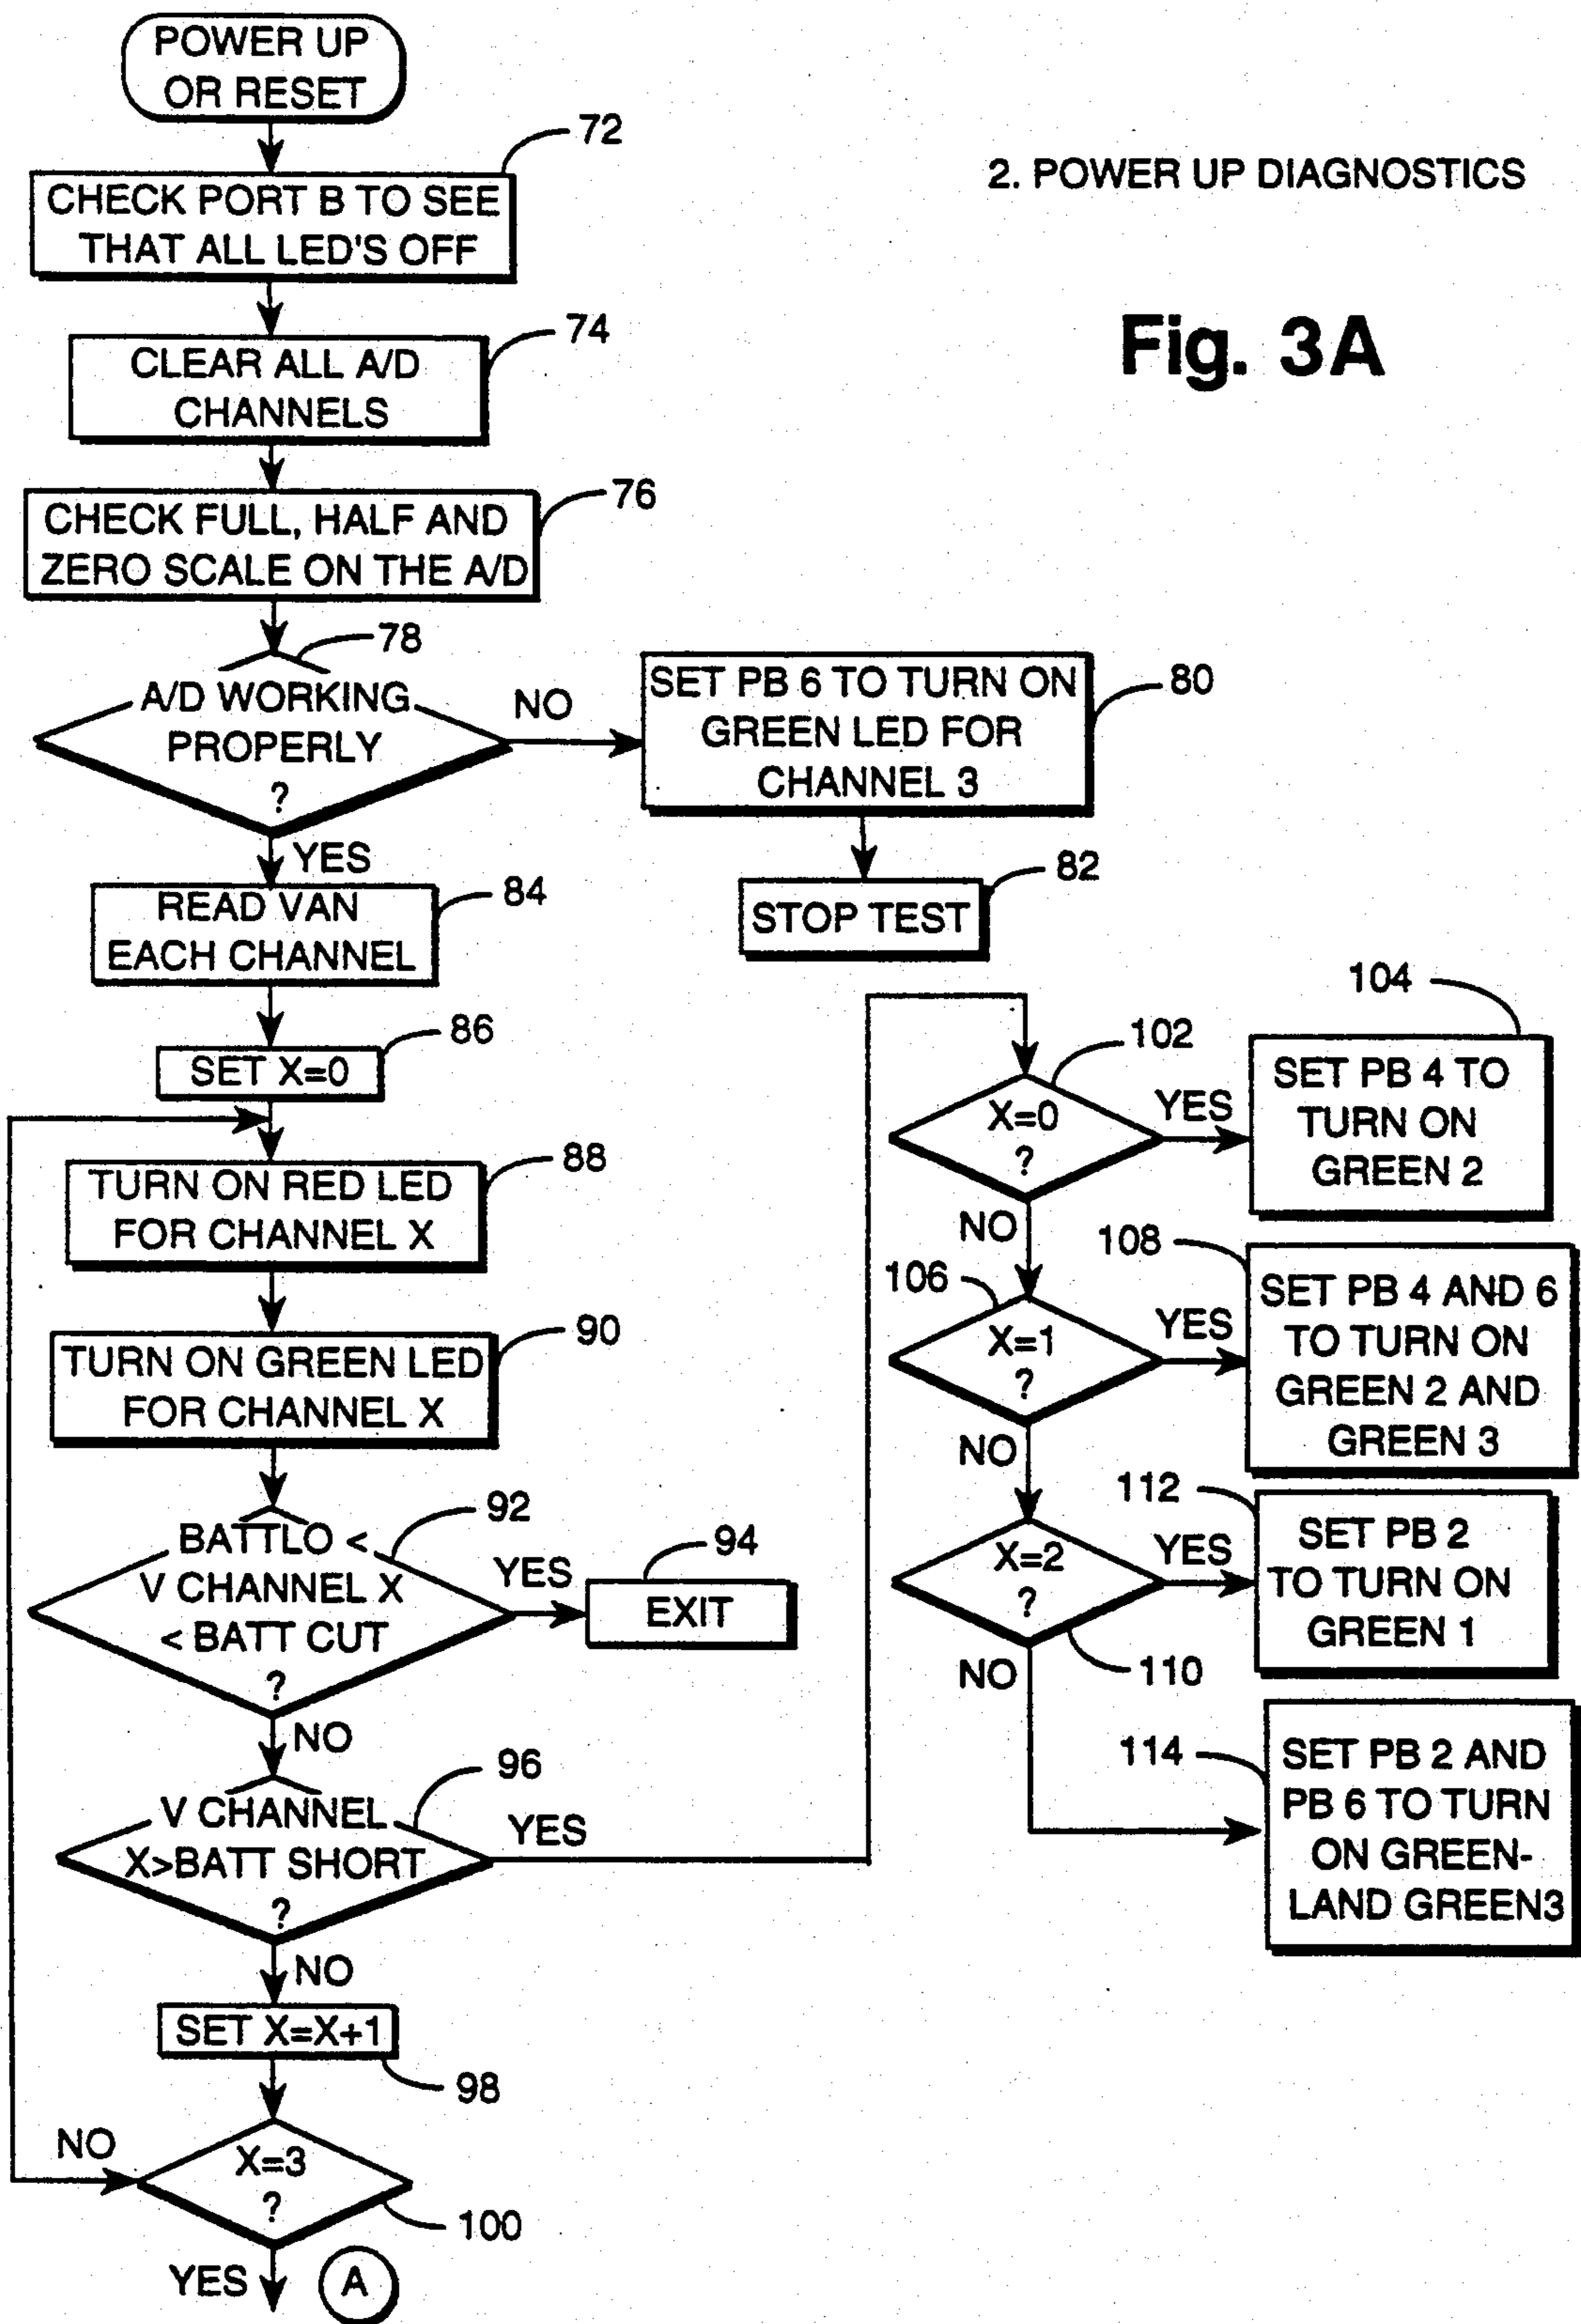 POWER UP
OR RESET
72
CHECK PORT B TO SEE
THAT ALL LED'S OFF
2. POWER UP DIAGNOSTICS
Fig. 3A
74
CLEAR ALL A/D
CHANNELS
76
CHECK FULL, HALF AND
ZERO SCALE ON THE A/D
78
A/D WORKING
PROPERLY
?
NO
SET PB 6 TO TURN ON
GREEN LED FOR
CHANNEL 3
80
YES
STOP TEST
82
READ VAN
EACH CHANNEL
84
SET X=0
86
TURN ON RED LED
FOR CHANNEL X
88
TURN ON GREEN LED
FOR CHANNEL X
90
BATTLO <
V CHANNEL X
< BATT CUT
?
92
YES
EXIT
94
NO
V CHANNEL
X>BATT SHORT
?
96
YES
NO
SET X=X+1
98
NO
X=3
?
100
YES
A
X=0
?
102
YES
104
SET PB 4 TO
TURN ON
GREEN 2
NO
106
X=1
?
YES
108
SET PB 4 AND 6
TO TURN ON
GREEN 2 AND
GREEN 3
NO
X=2
?
110
YES
112
SET PB 2
TO TURN ON
GREEN 1
NO
114
SET PB 2 AND
PB 6 TO TURN
ON GREEN-
LAND GREEN3